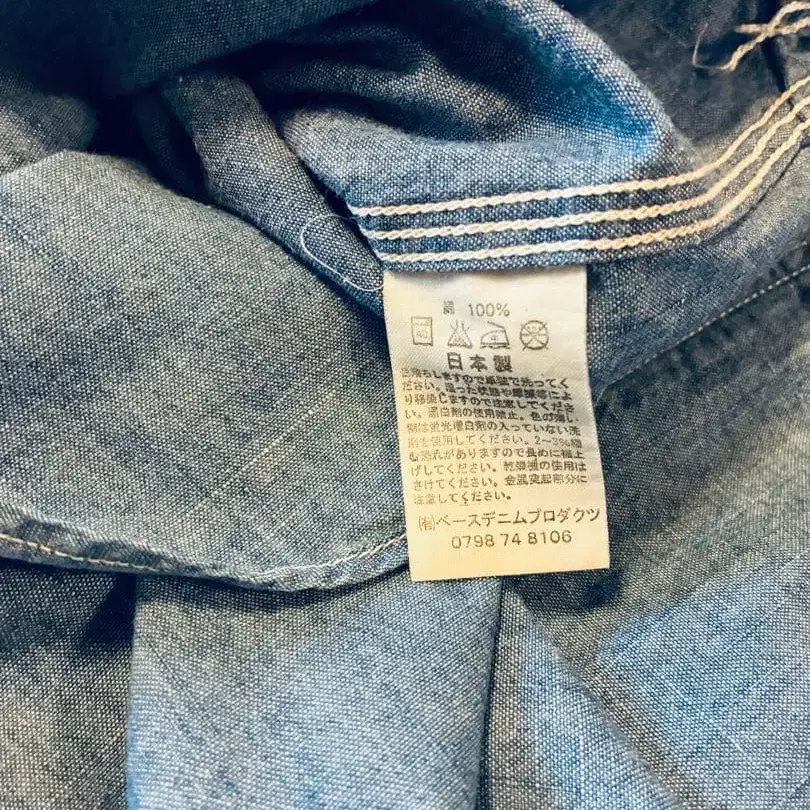 綿 100%
40
日本製
色落ちしますので単独で洗ってく
ださい。湿った状態や摩擦等によ
り移染しますので注意してくださ
い。漂白剤の使用禁止。色の濃い
物は蛍光増白剤の入っていない洗
剤を使用してください。2~3%縮
む恐れがありますので長めに裾上
げしてください。乾燥機の使用は
さけてください。金属突起部分に
注意してください。
(有)ベースデニムプロダクツ
0798 74 8106